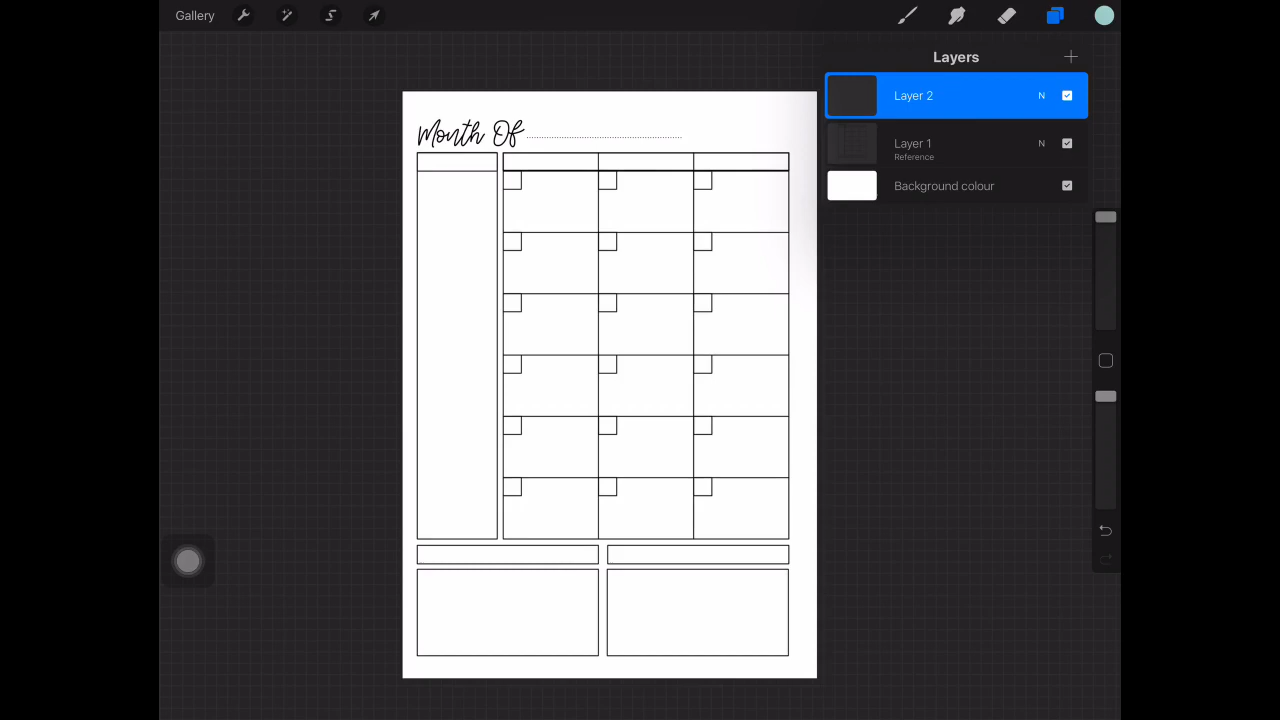 Gallery
Layers
Layer 2 N
Layer 1 N
Reference
Background colour
Month Of